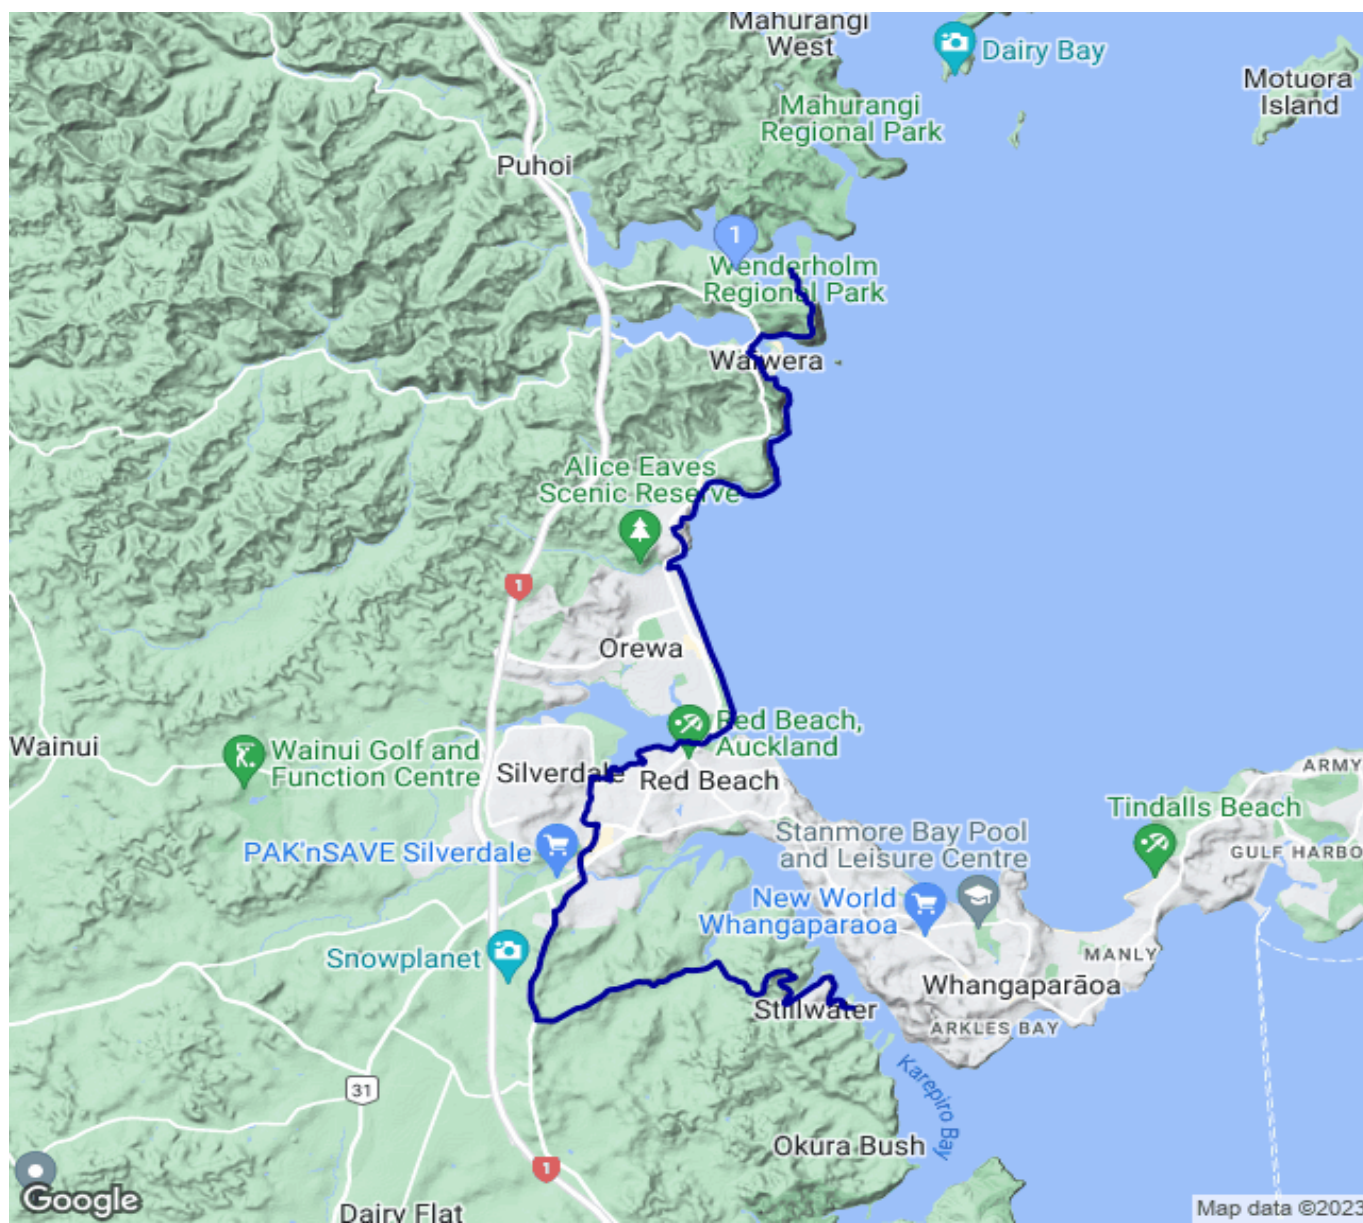 Mahurangi
West
Dairy Bay
Motuora
Island
Mahurangi
Regional Park
Puhoi
1
Wenderholm
Regional Park
Waiwera
Alice Eaves
Scenic Reserve
1
Orewa
Red Beach,
Auckland
Wainui
Wainui Golf and
Function Centre
Silverdale
Red Beach
ARMY
Tindalls Beach
Stanmore Bay Pool
and Leisure Centre
GULF HARBO
PAK'nSAVE Silverdale
New World
Whangaparaoa
Snowplanet
MANLY
Whangaparāoa
Stillwater
ARKLES BAY
31
Karepiro Bay
Okura Bush
1
Google
Dairy Flat
Map data ©2023